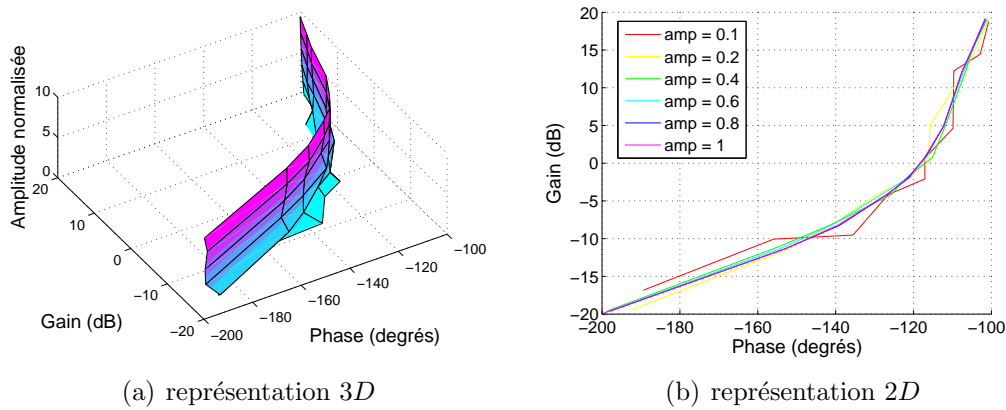 Amplitude normalisée
10
5
0
20
10
0
−10
−20
Gain (dB)
−200
−180
−160
−140
−120
−100
Phase (degrés)
(a) représentation 3D
20
15
10
5
0
−5
−10
−15
−20
Gain (dB)
amp = 0.1
amp = 0.2
amp = 0.4
amp = 0.6
amp = 0.8
amp = 1
−200
−180
−160
−140
−120
−100
Phase (degrés)
(b) représentation 2D